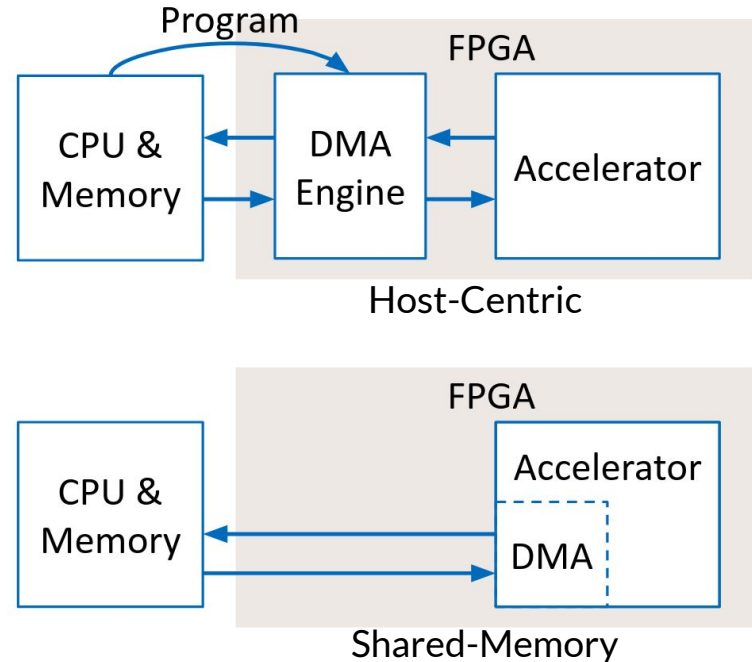 Program
FPGA
CPU &
Memory
DMA
Engine
Accelerator
Host-Centric
FPGA
CPU &
Memory
Accelerator
DMA
Shared-Memory